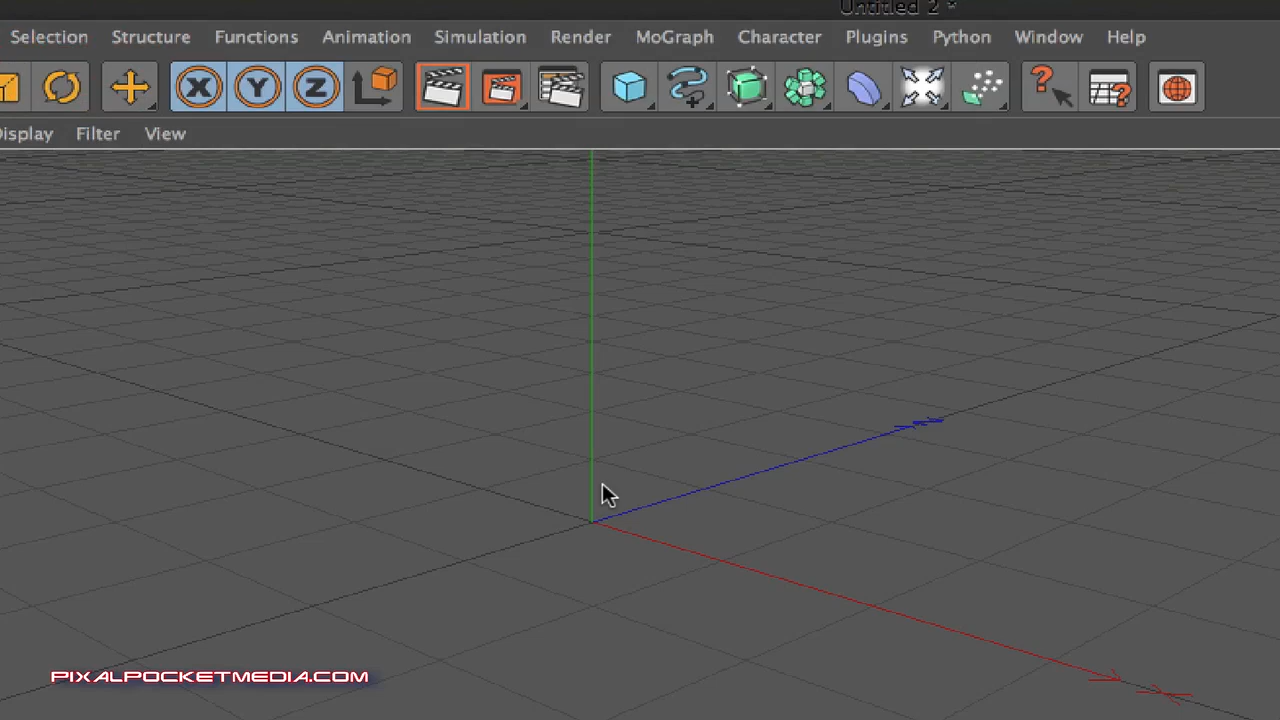 Untitled 2 *
Selection Structure Functions Animation Simulation Render MoGraph Character Plugins Python Window Help
X Y Z ? ?
Display Filter View
PIXALPOCKETMEDIA.COM